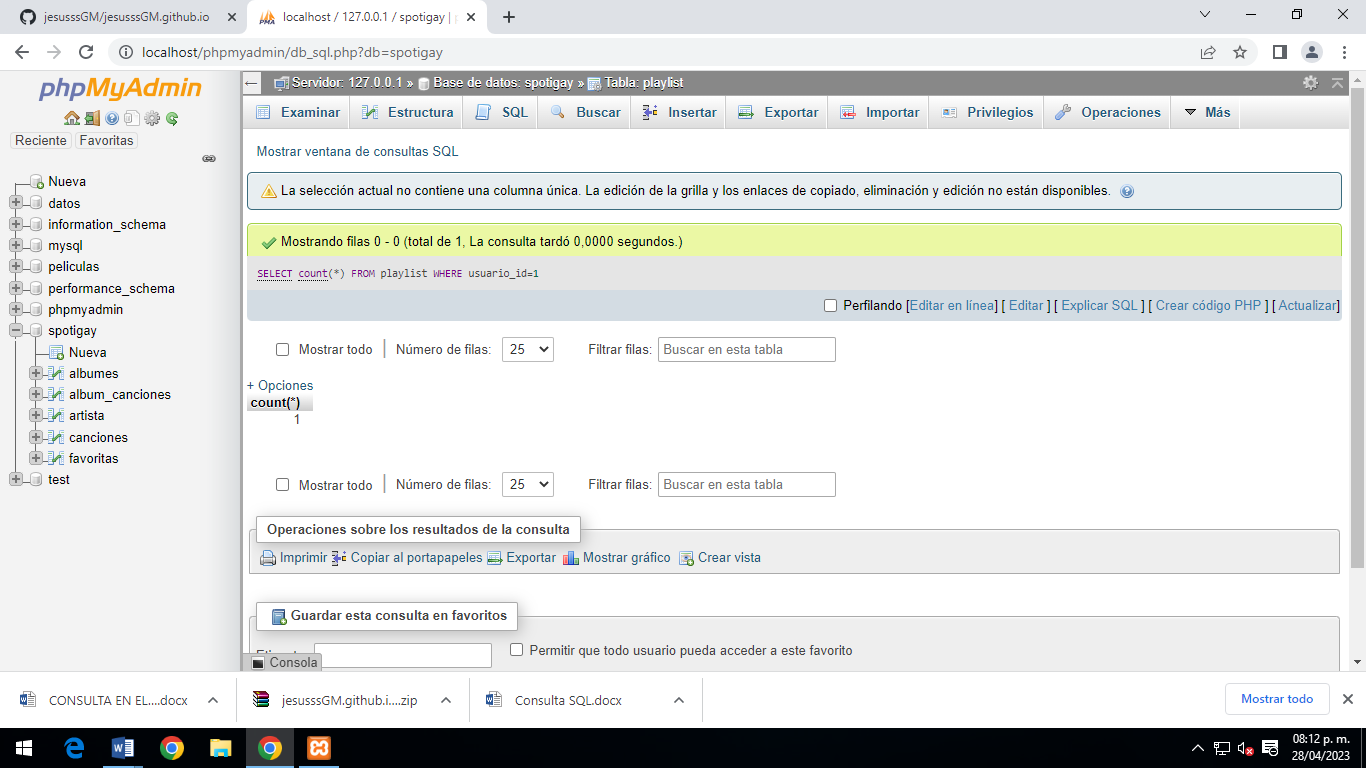 jesusssGM/jesusssGM.github.io
localhost / 127.0.0.1 / spotigay |
localhost/phpmyadmin/db_sql.php?db=spotigay
phpMyAdmin
Reciente
Favoritas
Nueva
datos
information_schema
mysql
peliculas
performance_schema
phpmyadmin
spotigay
Nueva
albumes
album_canciones
artista
canciones
favoritas
test
Servidor: 127.0.0.1 » Base de datos: spotigay » Tabla: playlist
Examinar Estructura SQL Buscar Insertar Exportar Importar Privilegios Operaciones Más
Mostrar ventana de consultas SQL
La selección actual no contiene una columna única. La edición de la grilla y los enlaces de copiado, eliminación y edición no están disponibles.
Mostrando filas 0 - 0 (total de 1, La consulta tardó 0,0000 segundos.)
SELECT count(*) FROM playlist WHERE usuario_id=1
Perfilando [Editar en línea] [ Editar ] [ Explicar SQL ] [ Crear código PHP ] [ Actualizar]
Mostrar todo | Número de filas: 25 Filtrar filas: Buscar en esta tabla
+ Opciones
count(*)
1
Mostrar todo | Número de filas: 25 Filtrar filas: Buscar en esta tabla
Operaciones sobre los resultados de la consulta
Imprimir Copiar al portapapeles Exportar Mostrar gráfico Crear vista
Guardar esta consulta en favoritos
Permitir que todo usuario pueda acceder a este favorito
Consola
CONSULTA EN EL....docx
jesusssGM.github.i....zip
Consulta SQL.docx
Mostrar todo
08:12 p. m.
28/04/2023